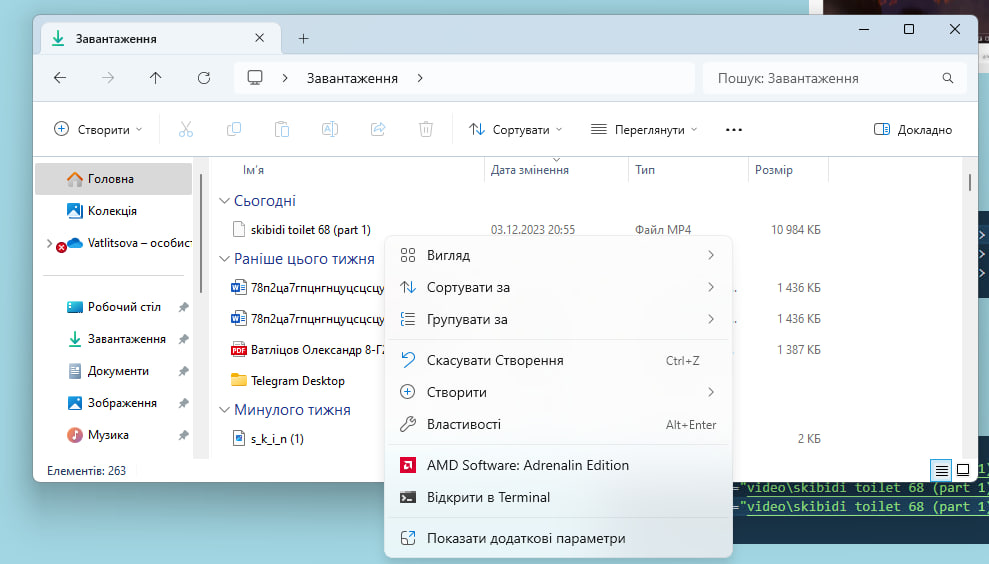 Завантаження
Завантаження
Пошук: Завантаження
Створити
Сортувати
Переглянути
Докладно
Ім'я
Дата змінення
Тип
Розмір
Головна
Колекція
Vatlitsova – особист
Робочий стіл
Завантаження
Документи
Зображення
Музика
Сьогодні
skibidi toilet 68 (part 1)
03.12.2023 20:55
Файл MP4
10 984 КБ
Раніше цього тижня
78п2ца7гпцнгнцуцсцсцу
1 436 КБ
78п2ца7гпцнгнцуцсцсцу
1 436 КБ
PDF
Ватліцов Олександр 8-Г
1 387 КБ
Telegram Desktop
Минулого тижня
s_k_i_n (1)
2 КБ
Елементів: 263
Вигляд
Сортувати за
Групувати за
Скасувати Створення
Ctrl+Z
Створити
Властивості
Alt+Enter
AMD Software: Adrenalin Edition
Відкрити в Terminal
Показати додаткові параметри
1)
="video\skibidi toilet 68 (part 1)
="video\skibidi toilet 68 (part 1)